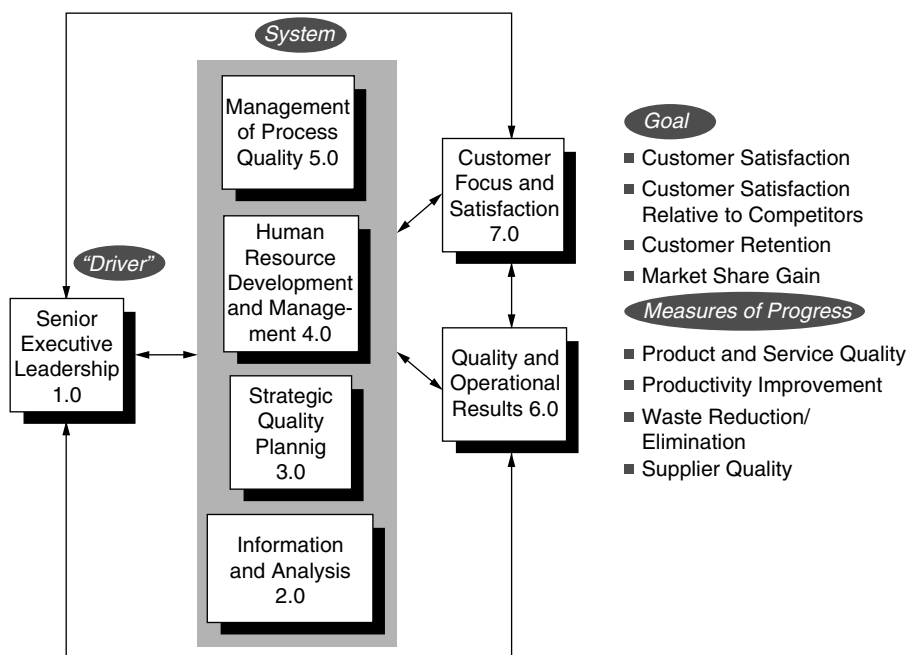 System
Management
of Process
Quality 5.0
Human
Resource
Development
and Manage-
ment 4.0
Strategic
Quality
Plannig
3.0
Information
and Analysis
2.0
“Driver”
Senior
Executive
Leadership
1.0
Customer
Focus and
Satisfaction
7.0
Quality and
Operational
Results 6.0
Goal
Customer Satisfaction
Customer Satisfaction
Relative to Competitors
Customer Retention
Market Share Gain
Measures of Progress
Product and Service Quality
Productivity Improvement
Waste Reduction/
Elimination
Supplier Quality